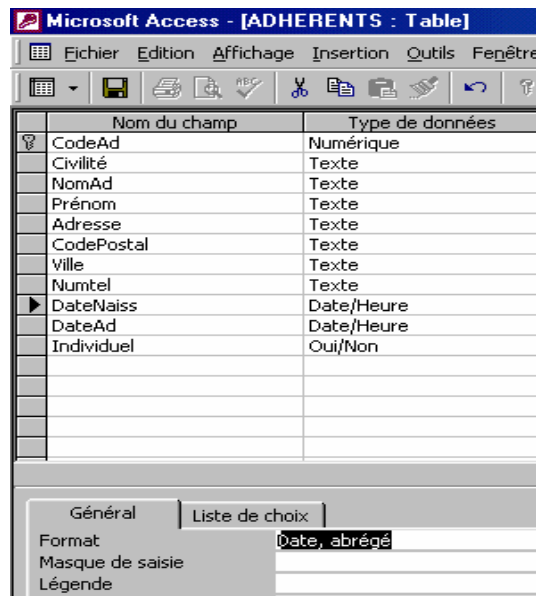 Microsoft Access - [ADHERENTS : Table]
Fichier Edition Affichage Insertion Outils Fenêtre
ABC
Nom du champ Type de données
CodeAd Numérique
Civilité Texte
NomAd Texte
Prénom Texte
Adresse Texte
CodePostal Texte
Ville Texte
Numtel Texte
DateNaiss Date/Heure
DateAd Date/Heure
Individuel Oui/Non
Général Liste de choix
Format Date, abrégé
Masque de saisie
Légende